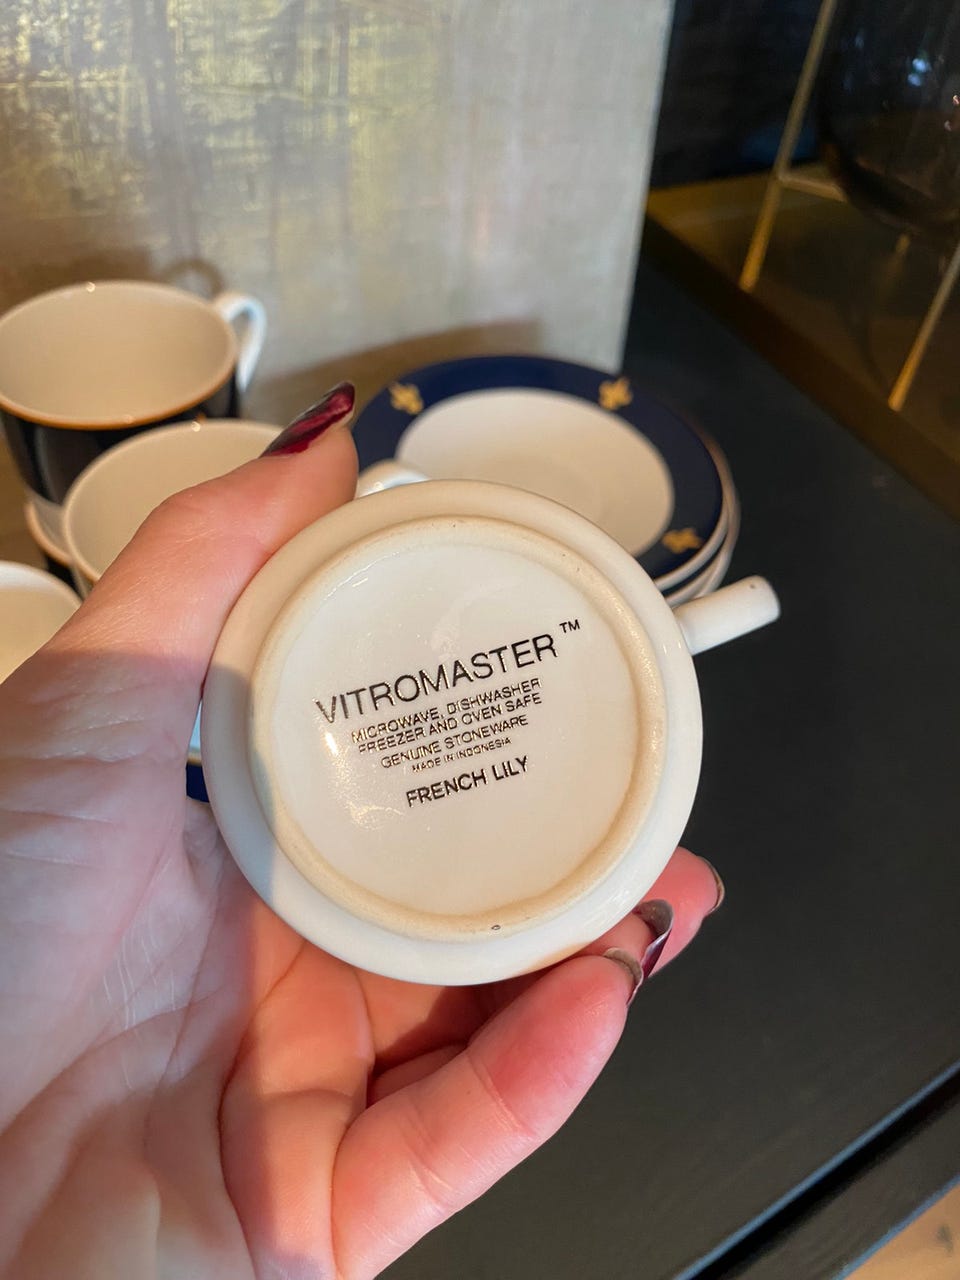 VITROMASTER™
MICROWAVE, DISHWASHER
FREEZER AND OVEN SAFE
GENUINE STONEWARE
MADE IN INDONESIA
FRENCH LILY